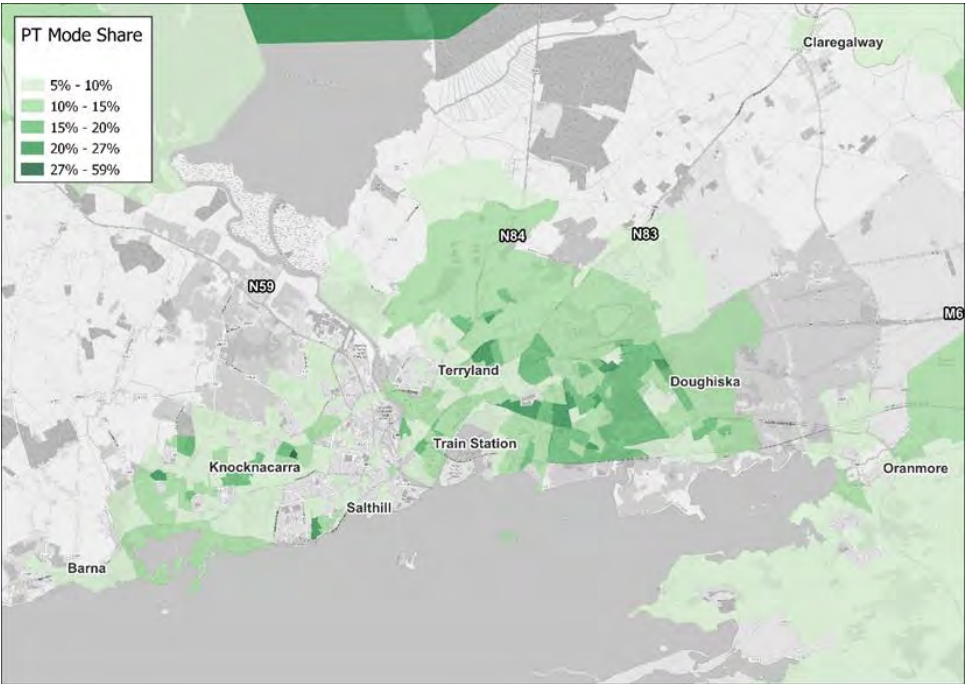 PT Mode Share
5% - 10%
10% - 15%
15% - 20%
20% - 27%
27% - 59%
Claregalway
N84
N83
N59
M6
Terryland
Doughiska
Train Station
Knocknacarra
Oranmore
Salthill
Barna